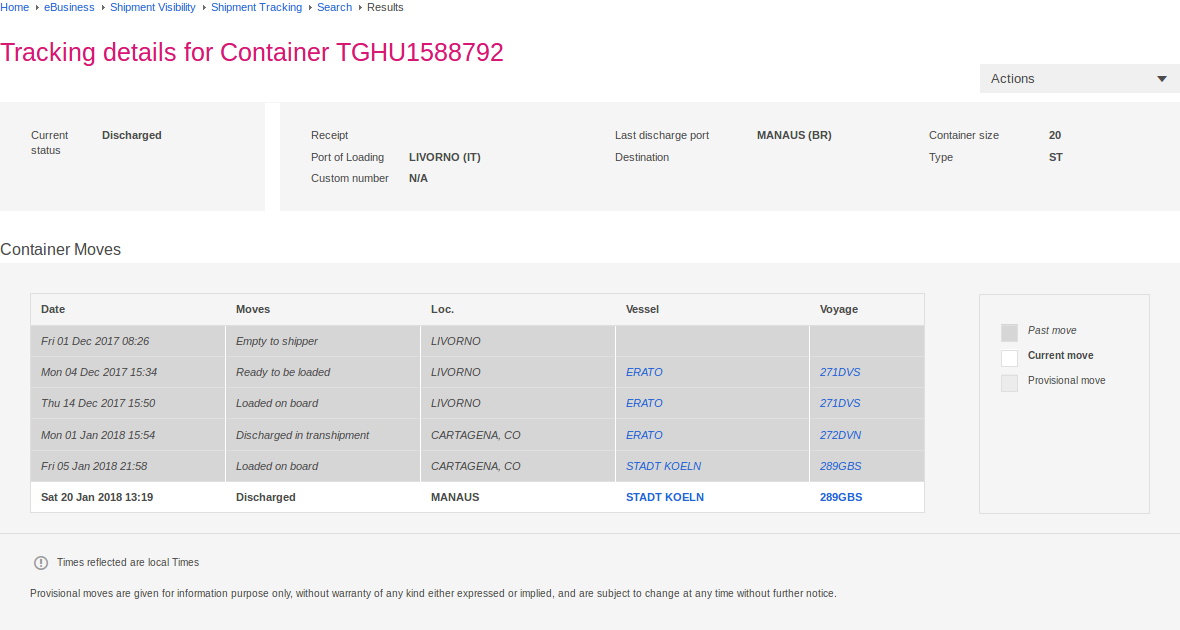 Home eBusiness Shipment Visibility Shipment Tracking Search Results
Tracking details for Container TGHU1588792
Actions
Current status Discharged
Receipt
Port of Loading LIVORNO (IT)
Custom number N/A
Last discharge port MANAUS (BR)
Destination
Container size 20
Type ST
Container Moves
Date Moves Loc. Vessel Voyage
Fri 01 Dec 2017 08:26 Empty to shipper LIVORNO
Mon 04 Dec 2017 15:34 Ready to be loaded LIVORNO ERATO 271DVS
Thu 14 Dec 2017 15:50 Loaded on board LIVORNO ERATO 271DVS
Mon 01 Jan 2018 15:54 Discharged in transhipment CARTAGENA, CO ERATO 272DVN
Fri 05 Jan 2018 21:58 Loaded on board CARTAGENA, CO STADT KOELN 289GBS
Sat 20 Jan 2018 13:19 Discharged MANAUS STADT KOELN 289GBS
Past move
Current move
Provisional move
Times reflected are local Times
Provisional moves are given for information purpose only, without warranty of any kind either expressed or implied, and are subject to change at any time without further notice.